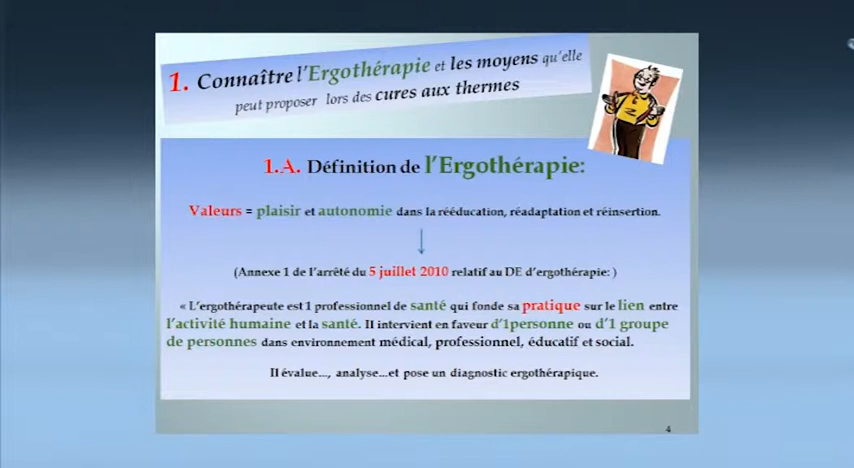 1. Connaître l'Ergothérapie et les moyens qu'elle
peut proposer lors des cures aux thermes
1.A. Définition de l'Ergothérapie:
Valeurs = plaisir et autonomie dans la rééducation, réadaptation et réinsertion.
(Annexe 1 de l'arrêté du 5 juillet 2010 relatif au DE d'ergothérapie: )
« L'ergothérapeute est 1 professionnel de santé qui fonde sa pratique sur le lien entre
l'activité humaine et la santé. Il intervient en faveur d'1personne ou d'1 groupe
de personnes dans environnement médical, professionnel, éducatif et social.
Il évalue..., analyse...et pose un diagnostic ergothérapique.
4